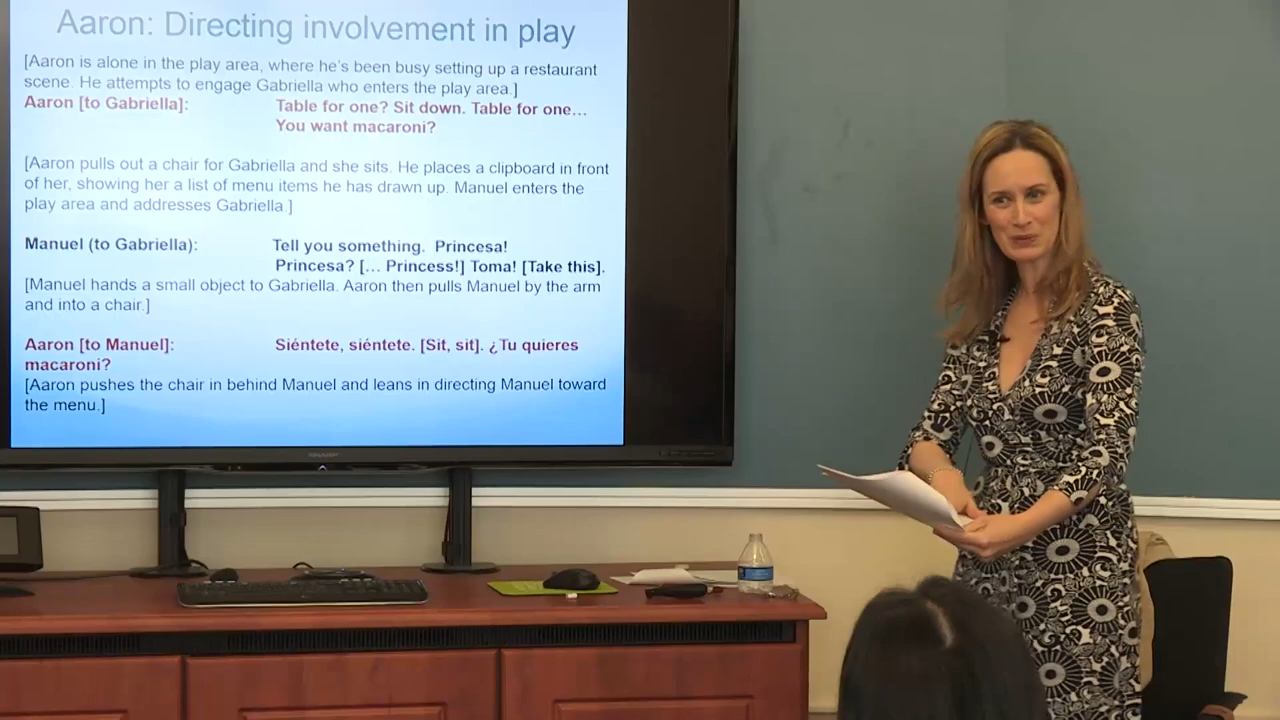 Aaron: Directing involvement in play
[Aaron is alone in the play area, where he's been busy setting up a restaurant
scene. He attempts to engage Gabriella who enters the play area.]
Aaron [to Gabriella]: Table for one? Sit down. Table for one...
You want macaroni?
[Aaron pulls out a chair for Gabriella and she sits. He places a clipboard in front
of her, showing her a list of menu items he has drawn up. Manuel enters the
play area and addresses Gabriella.]
Manuel (to Gabriella): Tell you something. Princesa!
Princesa? [... Princess!] Toma! [Take this].
[Manuel hands a small object to Gabriella. Aaron then pulls Manuel by the arm
and into a chair.]
Aaron [to Manuel]: Siéntete, siéntete. [Sit, sit]. ¿Tu quieres
macaroni?
[Aaron pushes the chair in behind Manuel and leans in directing Manuel toward
the menu.]
SHARP